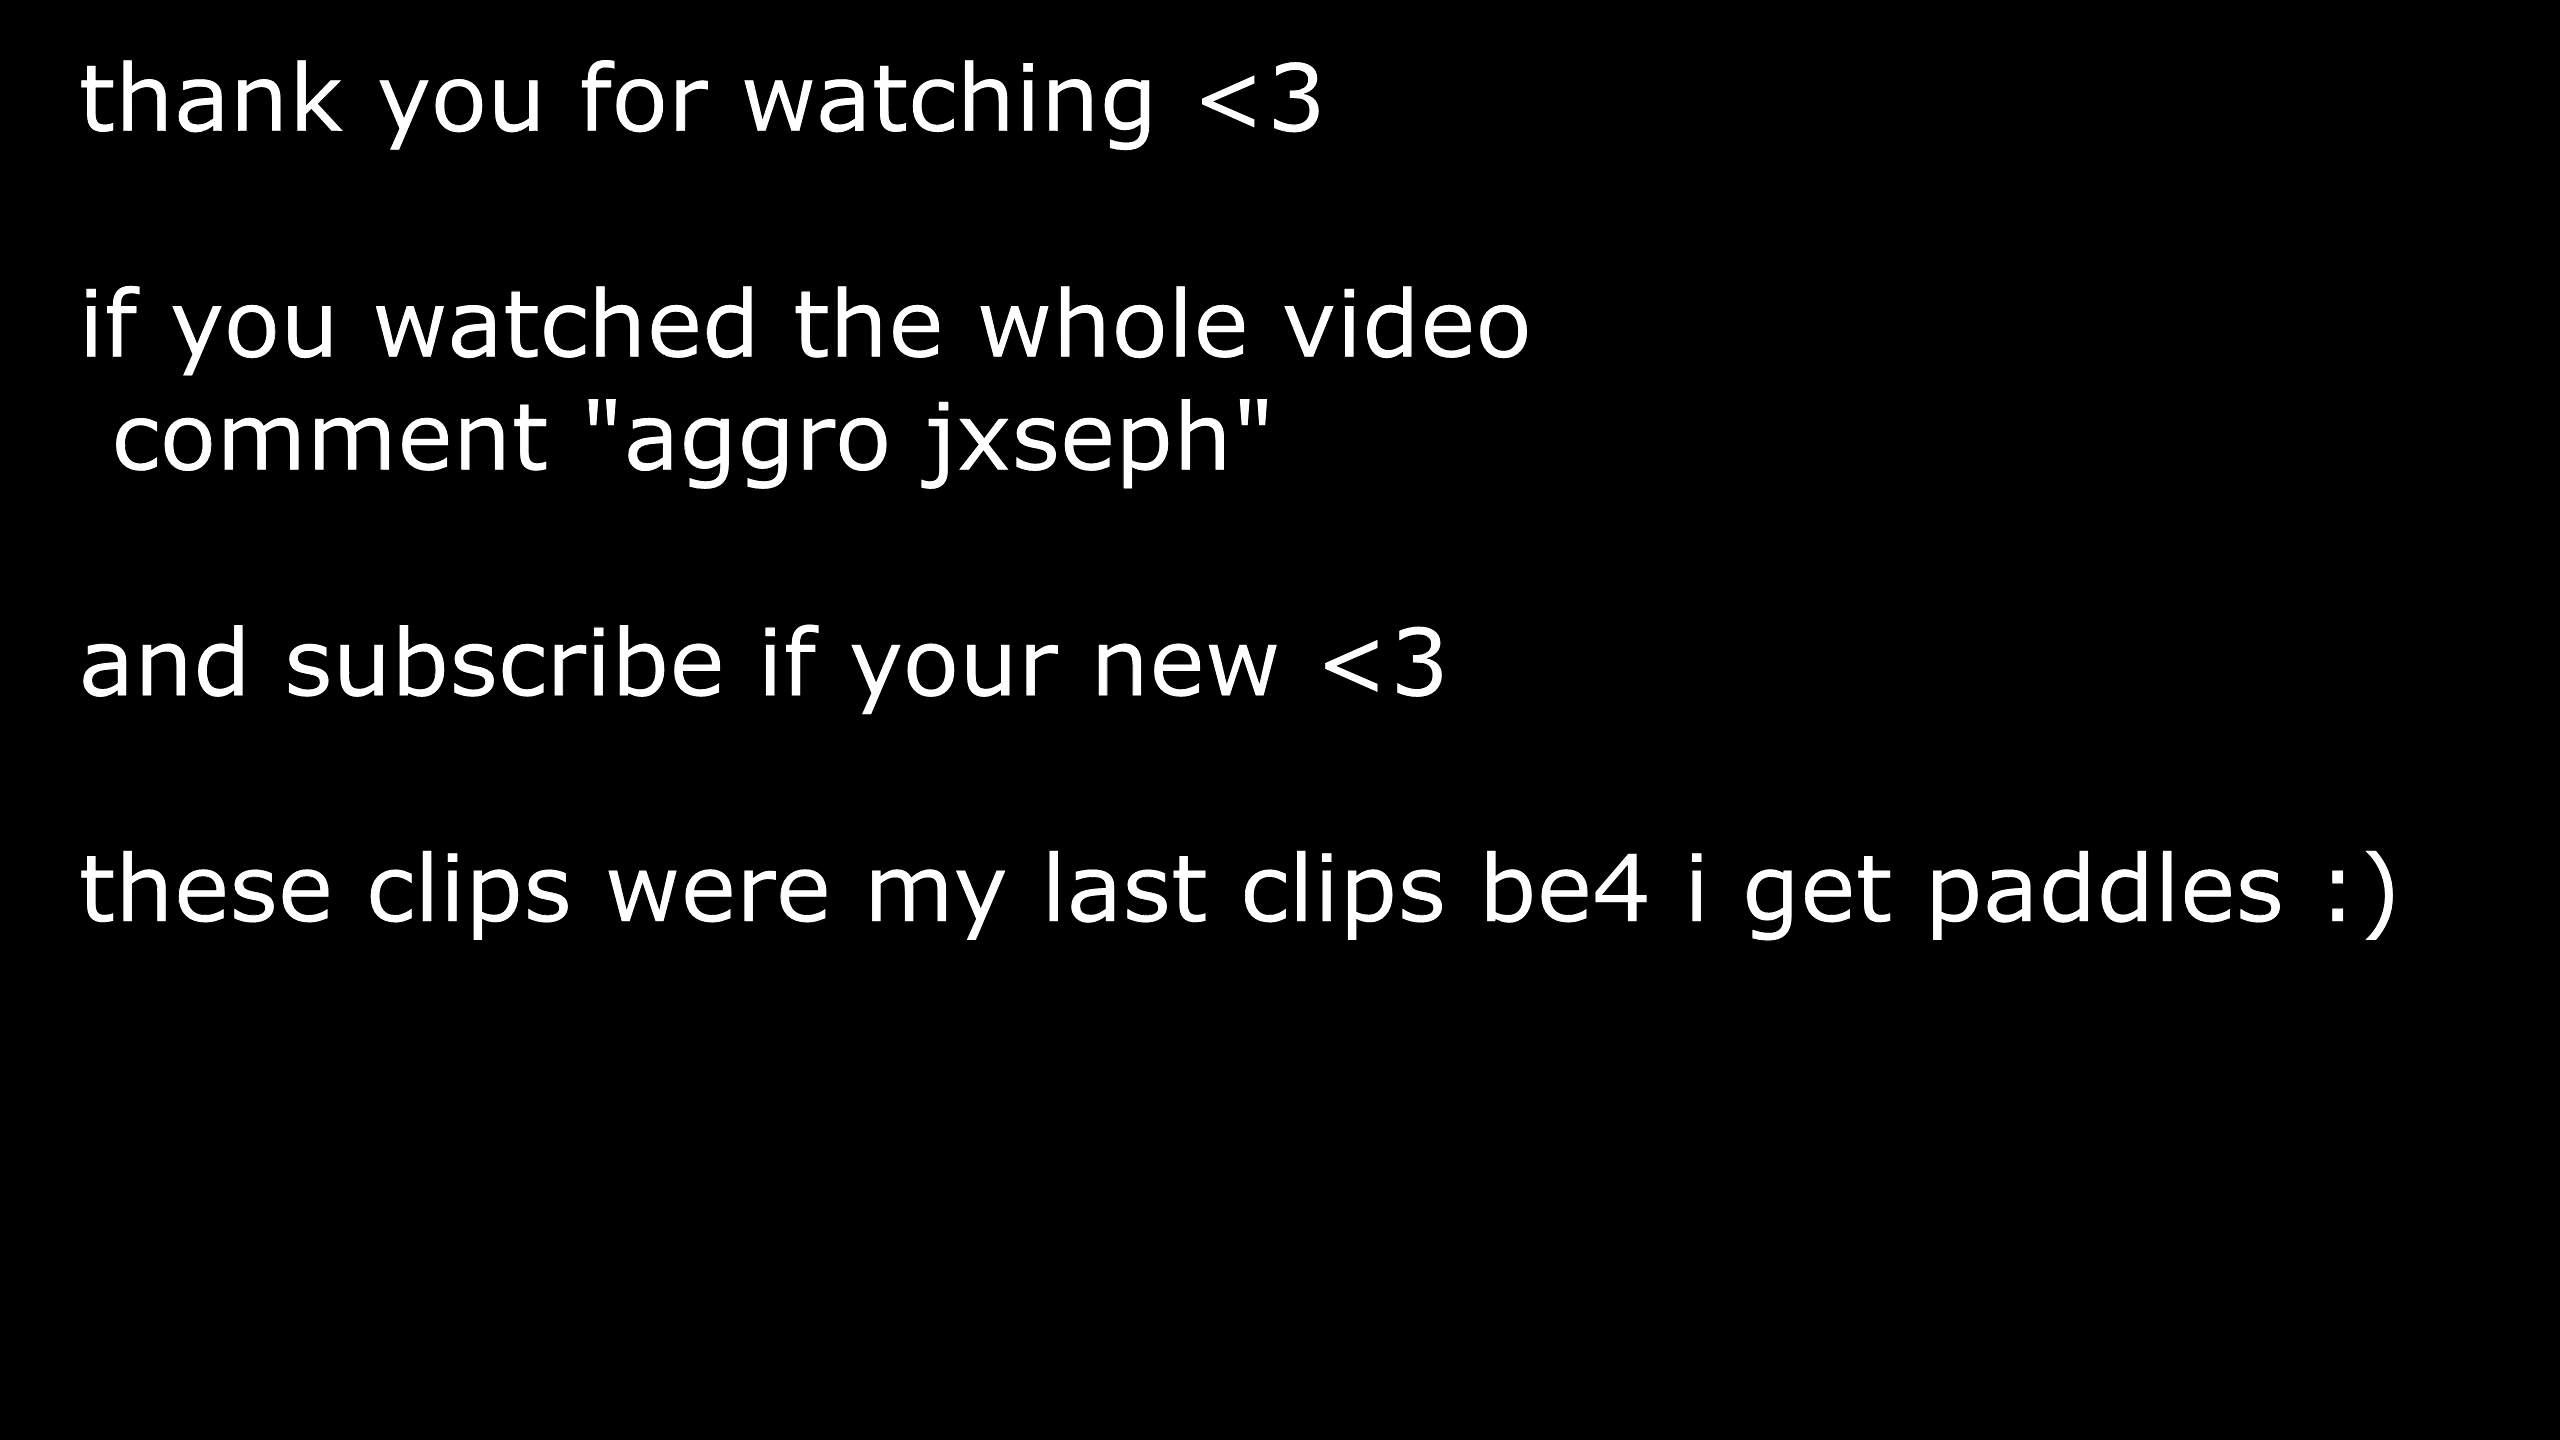 thank you for watching <3
if you watched the whole video
comment "aggro jxseph"
and subscribe if your new <3
these clips were my last clips be4 i get paddles :)